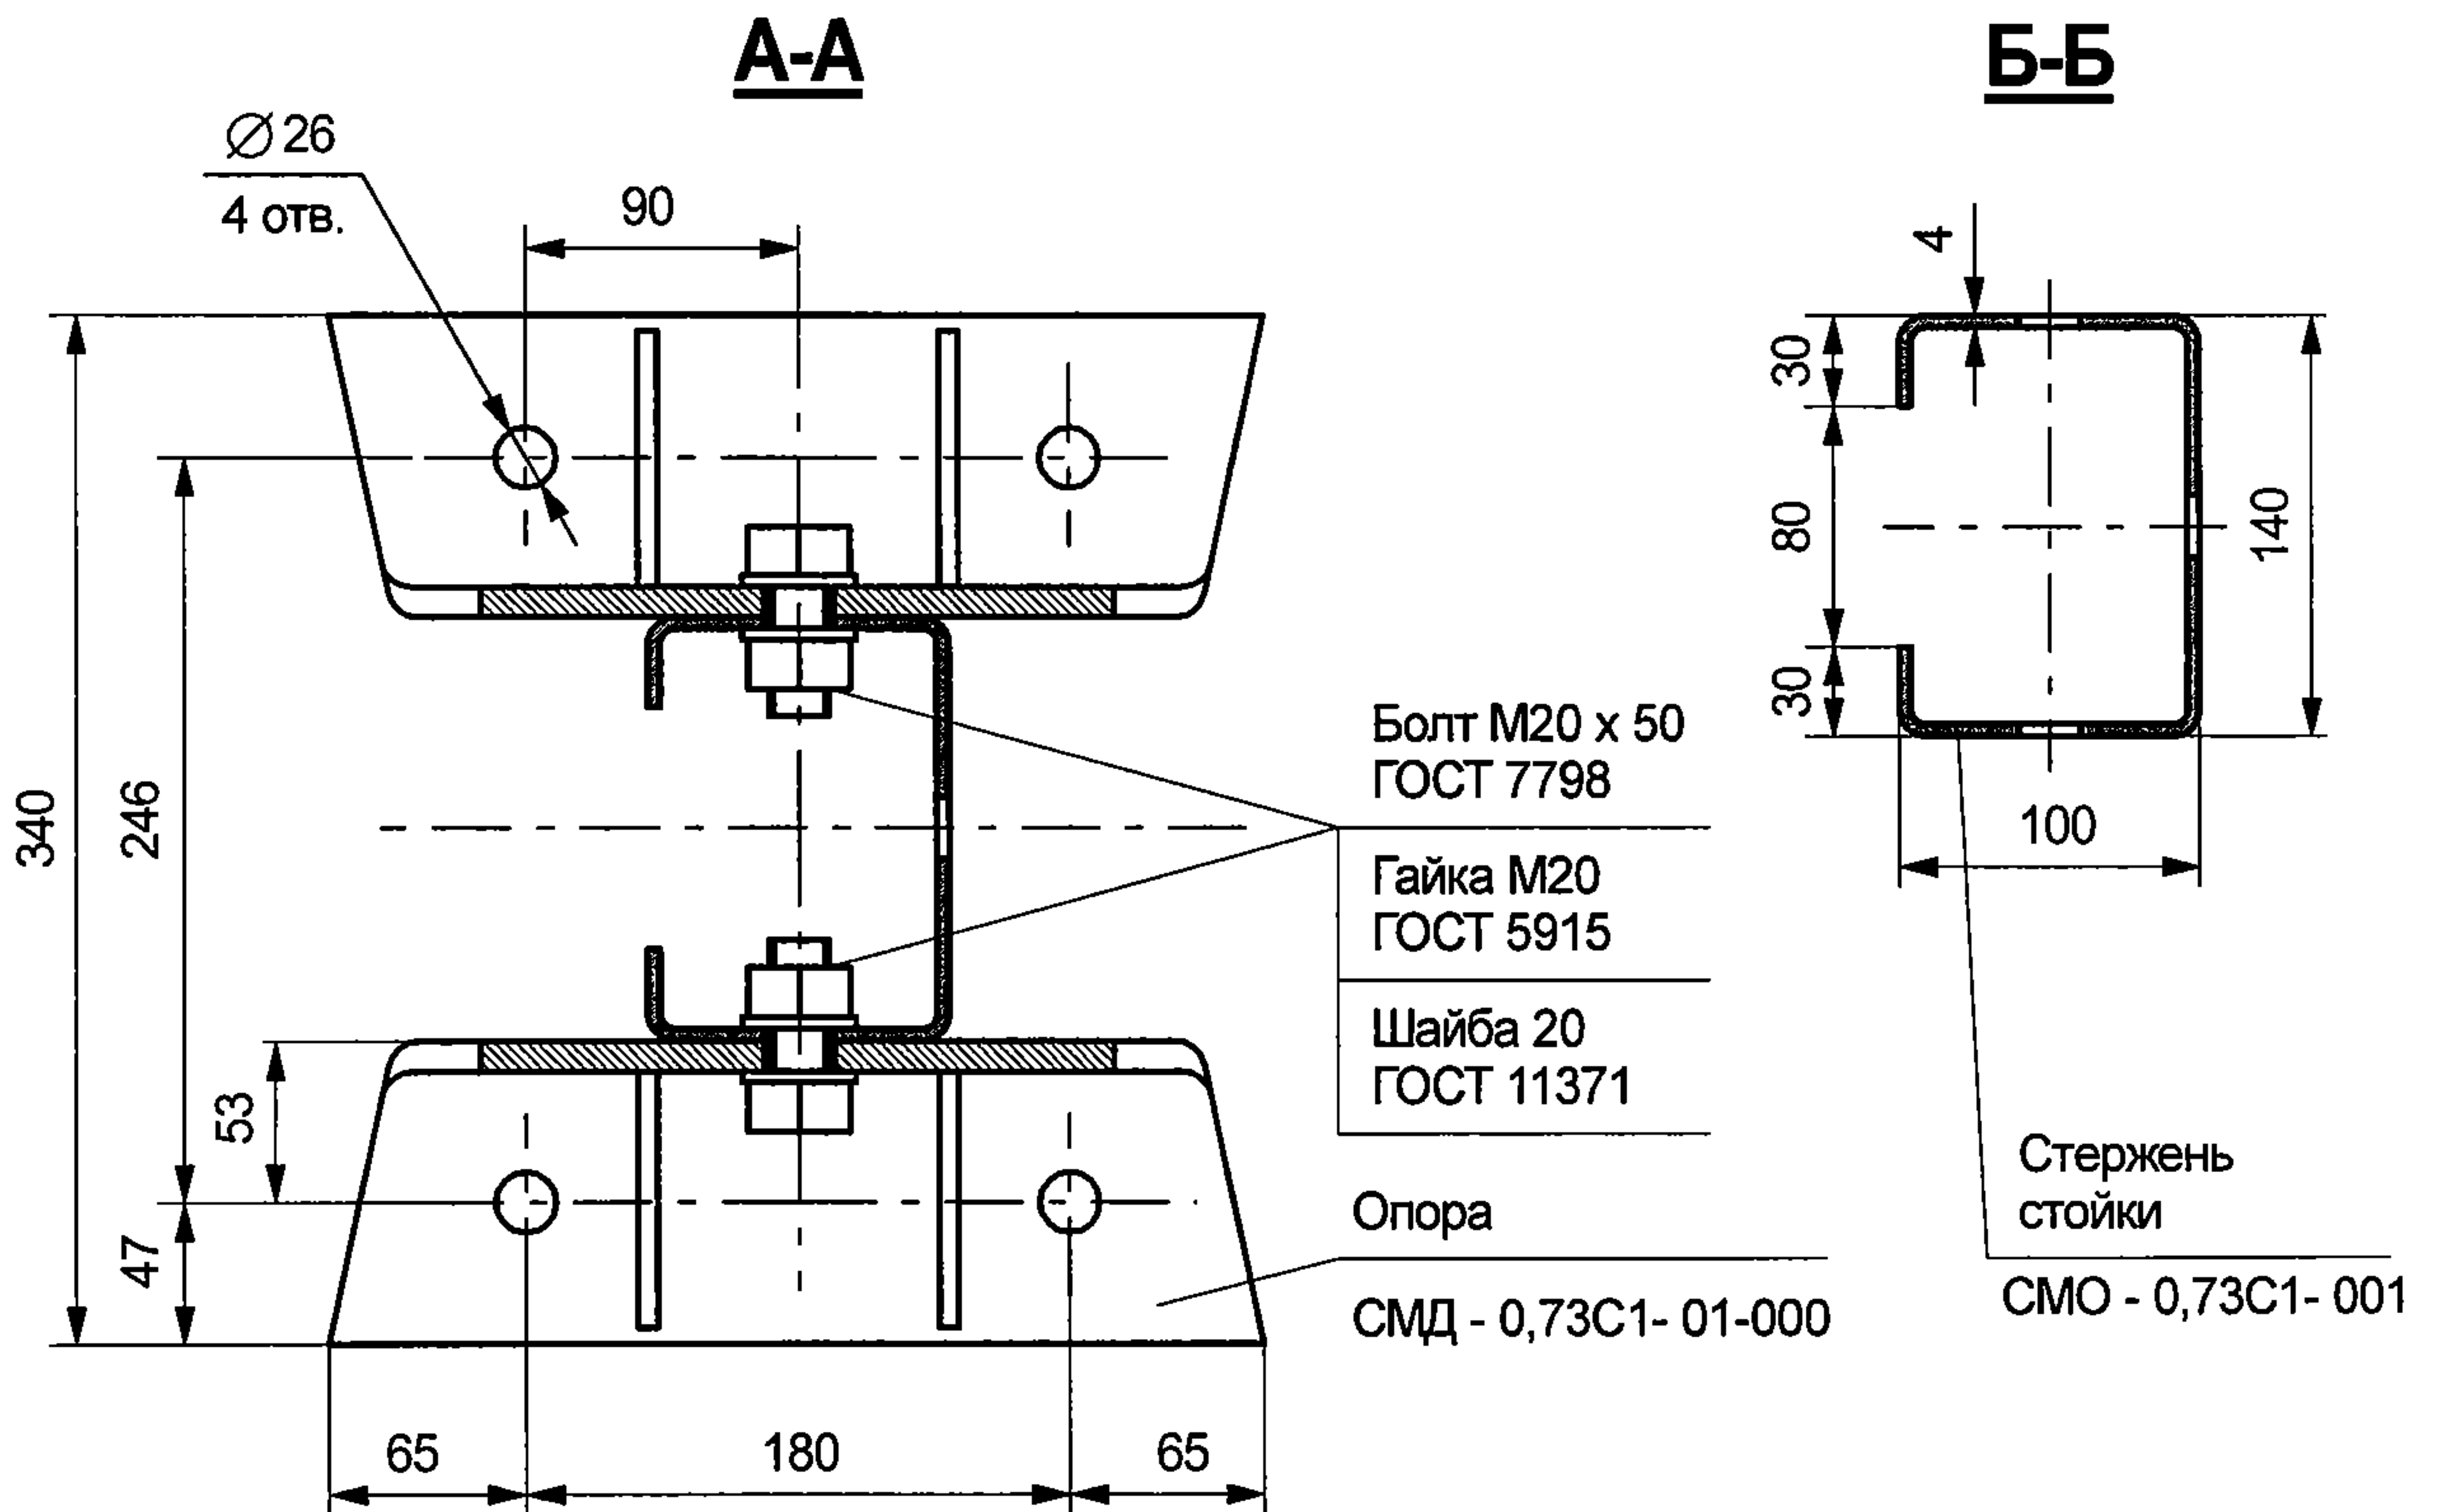 А-А
Б-Б
∅26
4 отв.
90
340
246
53
47
65
180
65
Болт М20 х 50
ГОСТ 7798
Гайка М20
ГОСТ 5915
Шайба 20
ГОСТ 11371
Опора
СМД - 0,73С1- 01-000
4
30
80
30
140
100
Стержень
стойки
СМО - 0,73С1- 001